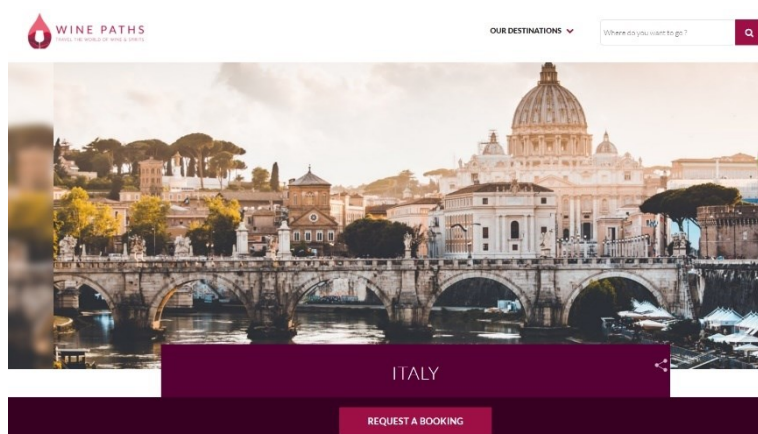 WINE PATHS
TRAVEL THE WORLD OF WINE & SPIRITS
OUR DESTINATIONS
Where do you want to go ?
ITALY
REQUEST A BOOKING